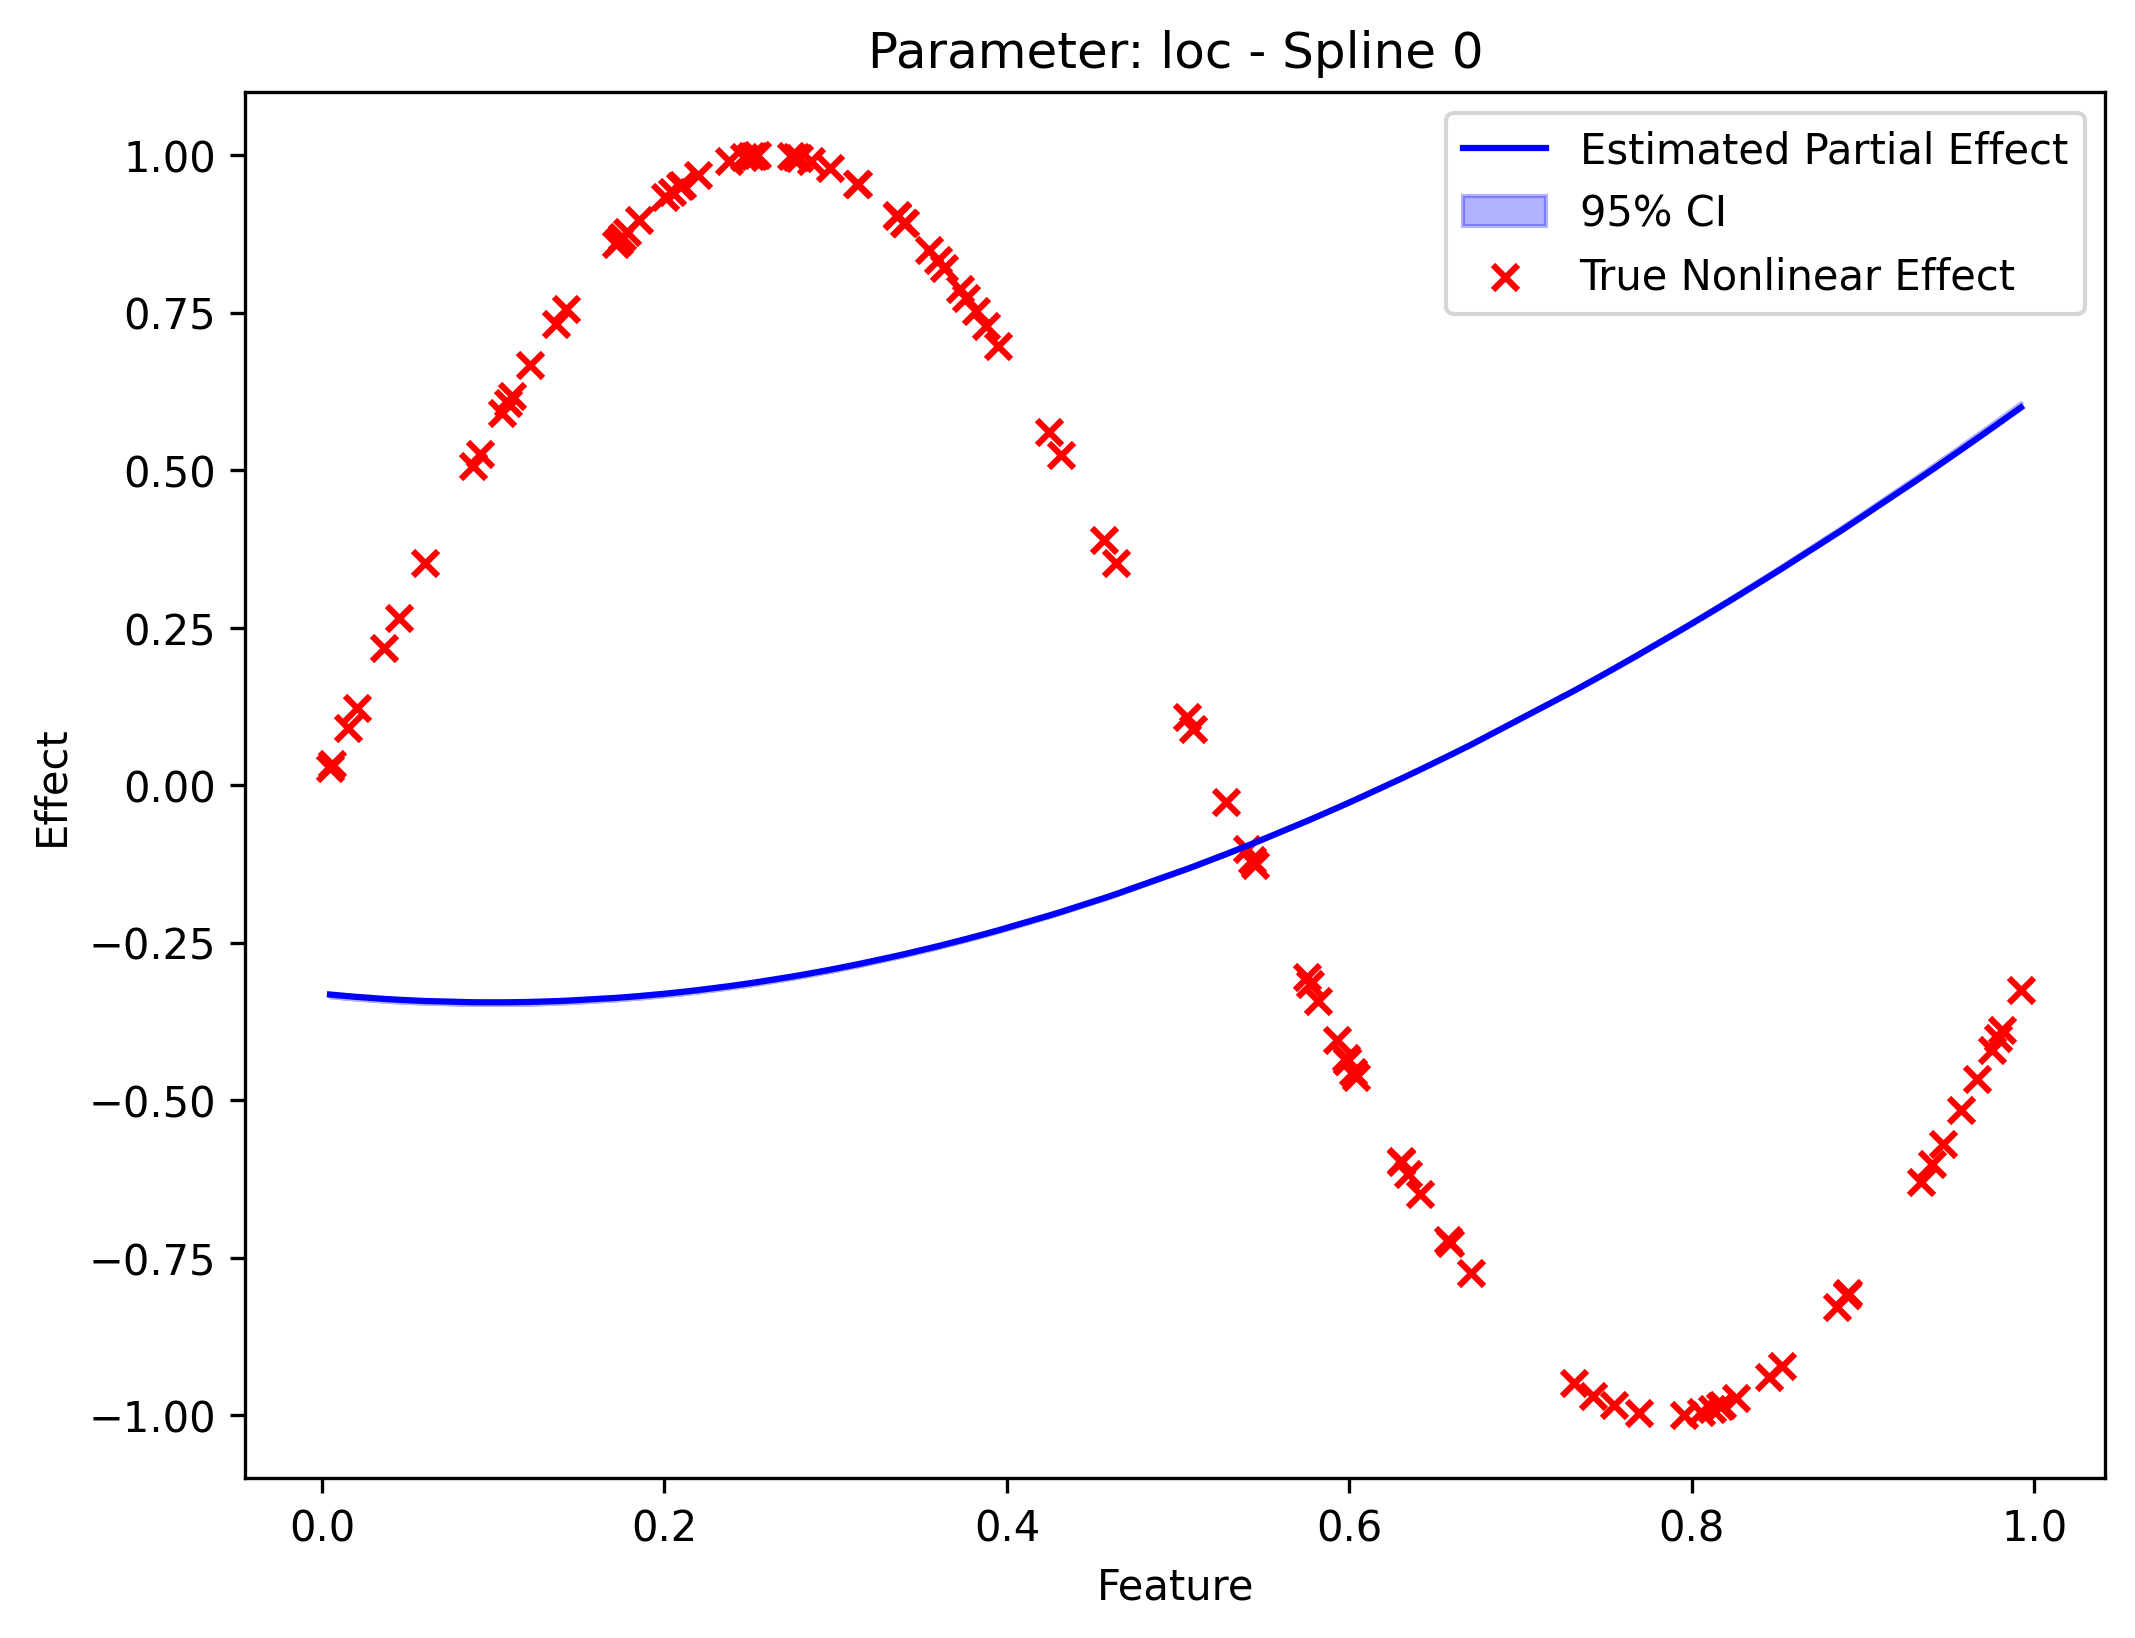 Parameter: loc - Spline 0
Estimated Partial Effect
95% CI
True Nonlinear Effect
1.00
0.75
0.50
0.25
0.00
−0.25
−0.50
−0.75
−1.00
Effect
0.0 0.2 0.4 0.6 0.8 1.0
Feature